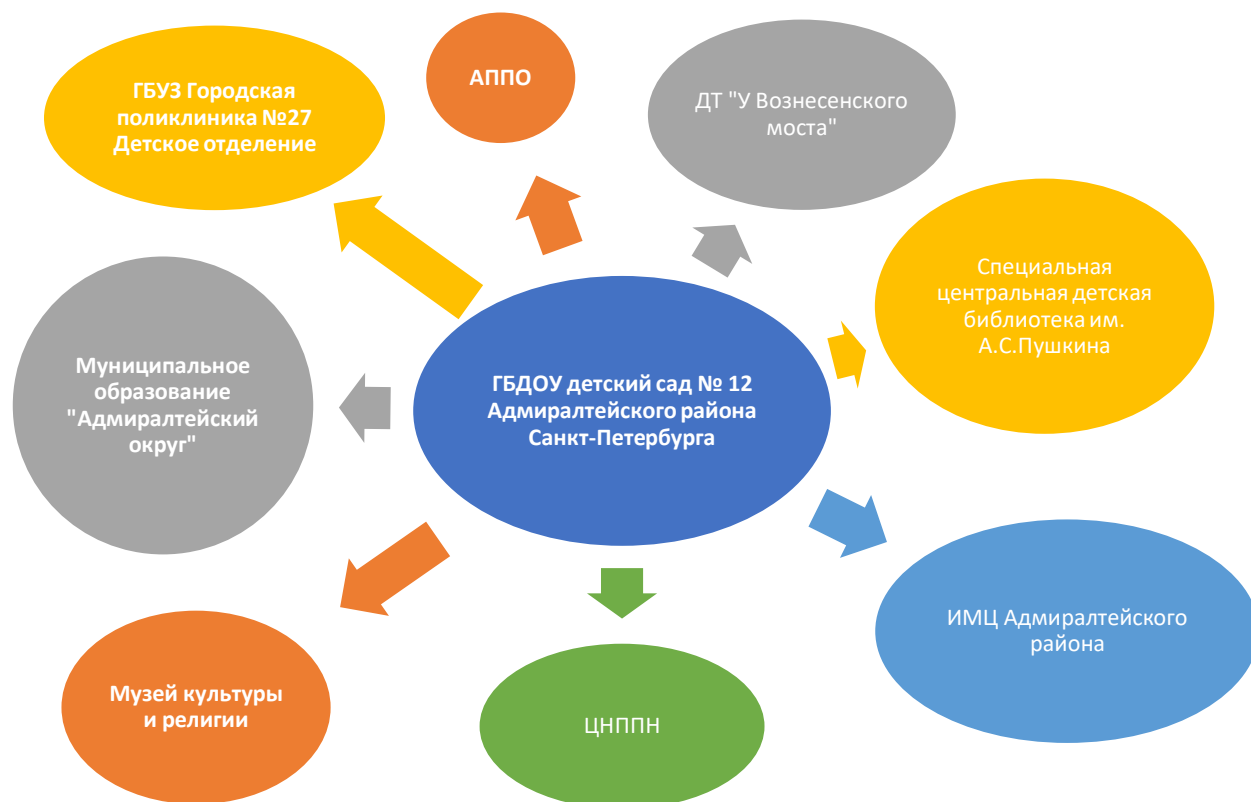 АППО
ГБУЗ Городская
поликлиника №27
Детское отделение
ДТ "У Вознесенского
моста"
Специальная
центральная детская
библиотека им.
А.С.Пушкина
Муниципальное
образование
"Адмиралтейский
округ"
ГБДОУ детский сад № 12
Адмиралтейского района
Санкт-Петербурга
ИМЦ Адмиралтейского
района
Музей культуры
и религии
ЦНППН